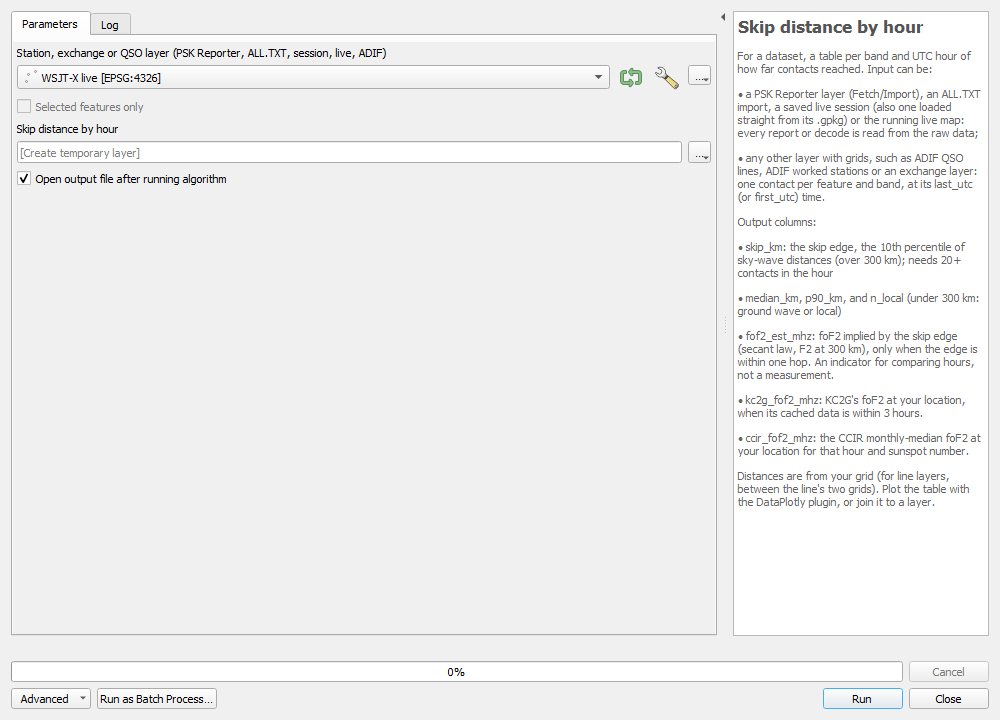 Parameters
Log
Station, exchange or QSO layer (PSK Reporter, ALL.TXT, session, live, ADIF)
WSJT-X live [EPSG:4326]
...
Selected features only
Skip distance by hour
[Create temporary layer]
...
Open output file after running algorithm
Skip distance by hour
For a dataset, a table per band and UTC hour of
how far contacts reached. Input can be:
• a PSK Reporter layer (Fetch/Import), an ALL.TXT
import, a saved live session (also one loaded
straight from its .gpkg) or the running live map:
every report or decode is read from the raw data;
• any other layer with grids, such as ADIF QSO
lines, ADIF worked stations or an exchange layer:
one contact per feature and band, at its last_utc
(or first_utc) time.
Output columns:
• skip_km: the skip edge, the 10th percentile of
sky-wave distances (over 300 km); needs 20+
contacts in the hour
• median_km, p90_km, and n_local (under 300 km:
ground wave or local)
• fof2_est_mhz: foF2 implied by the skip edge
(secant law, F2 at 300 km), only when the edge is
within one hop. An indicator for comparing hours,
not a measurement.
• kc2g_fof2_mhz: KC2G's foF2 at your location,
when its cached data is within 3 hours.
• ccir_fof2_mhz: the CCIR monthly-median foF2 at
your location for that hour and sunspot number.
Distances are from your grid (for line layers,
between the line's two grids). Plot the table with
the DataPlotly plugin, or join it to a layer.
0%
Cancel
Advanced
Run as Batch Process...
Run
Close